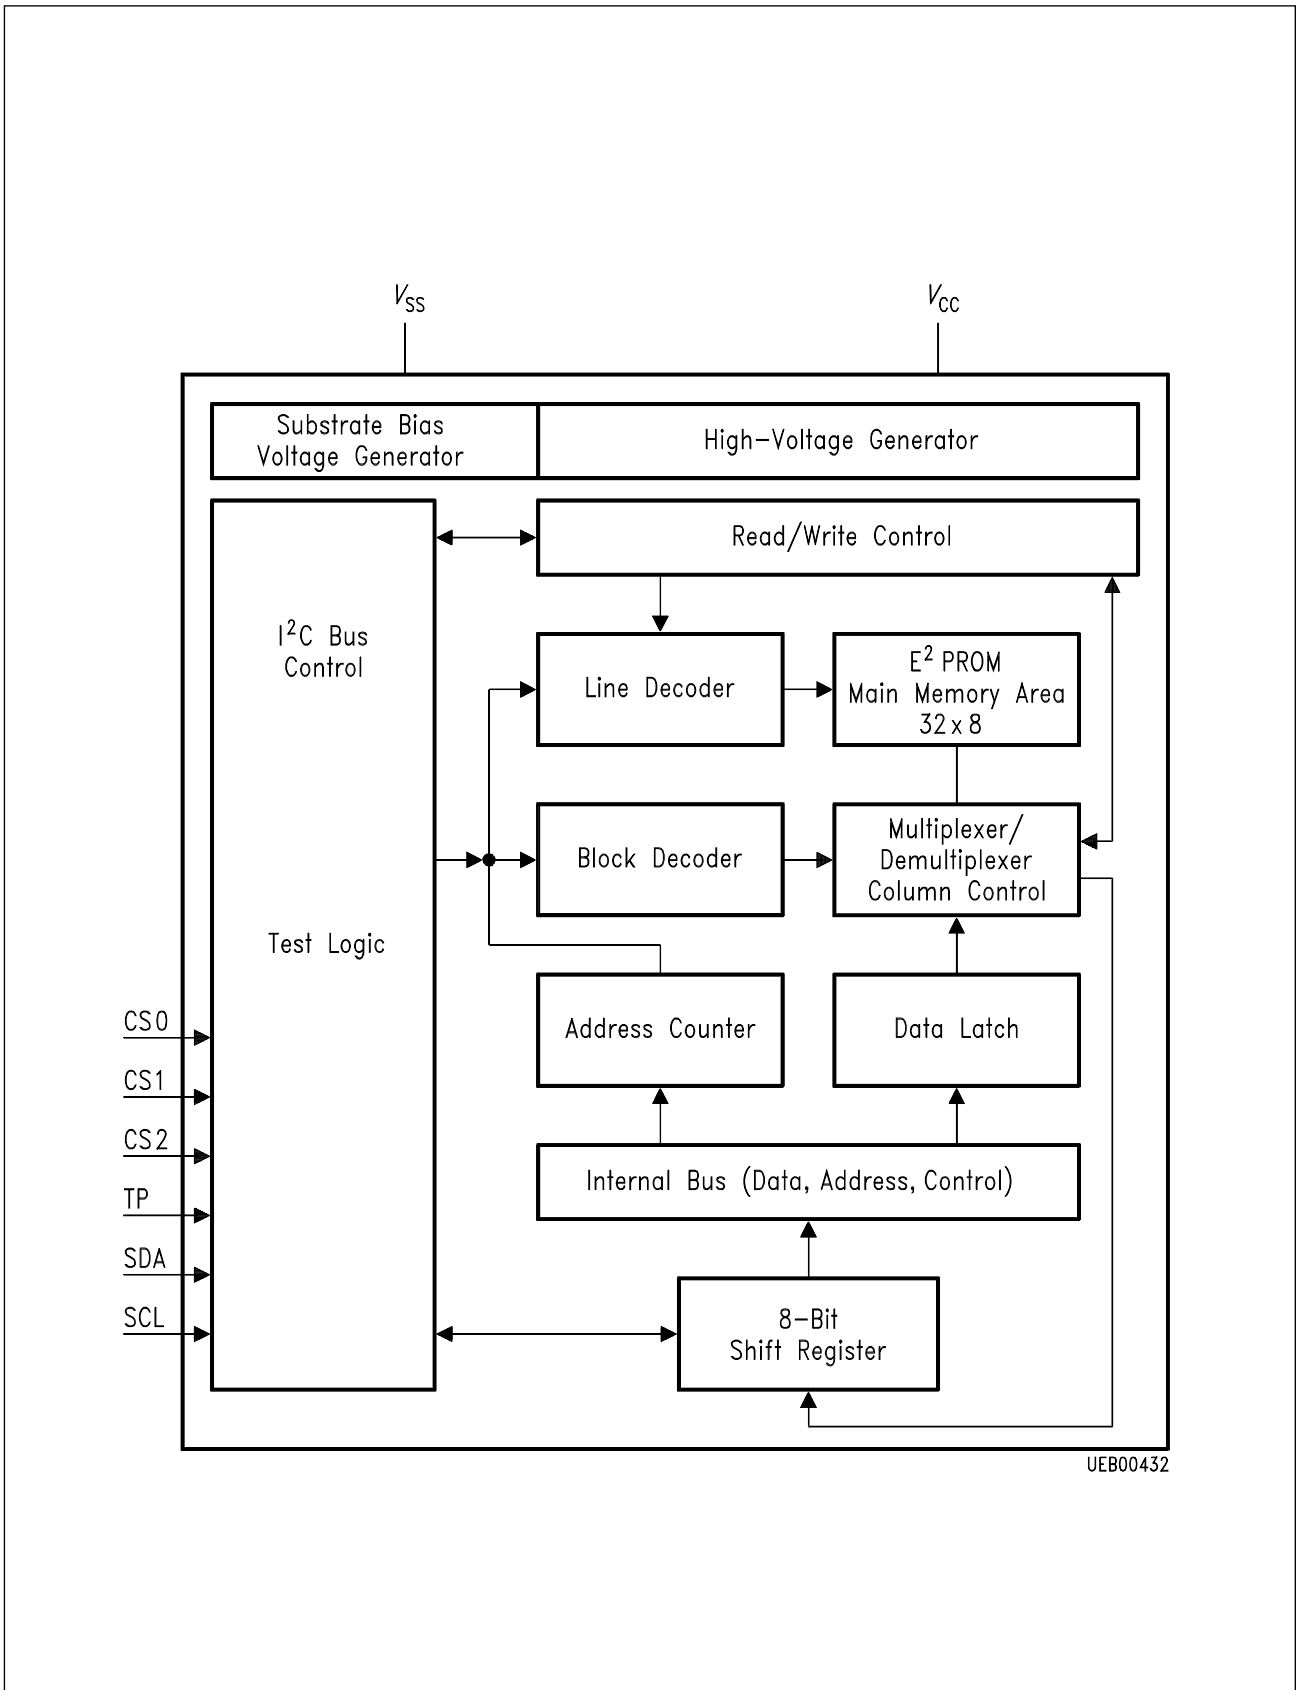 V_SS
V_CC
Substrate Bias
Voltage Generator
High-Voltage Generator
Read/Write Control
I²C Bus
Control
Line Decoder
E² PROM
Main Memory Area
32x8
Block Decoder
Multiplexer/
Demultiplexer
Column Control
Test Logic
Address Counter
Data Latch
CS0
CS1
CS2
TP
SDA
SCL
Internal Bus (Data, Address, Control)
8-Bit
Shift Register
UEB00432